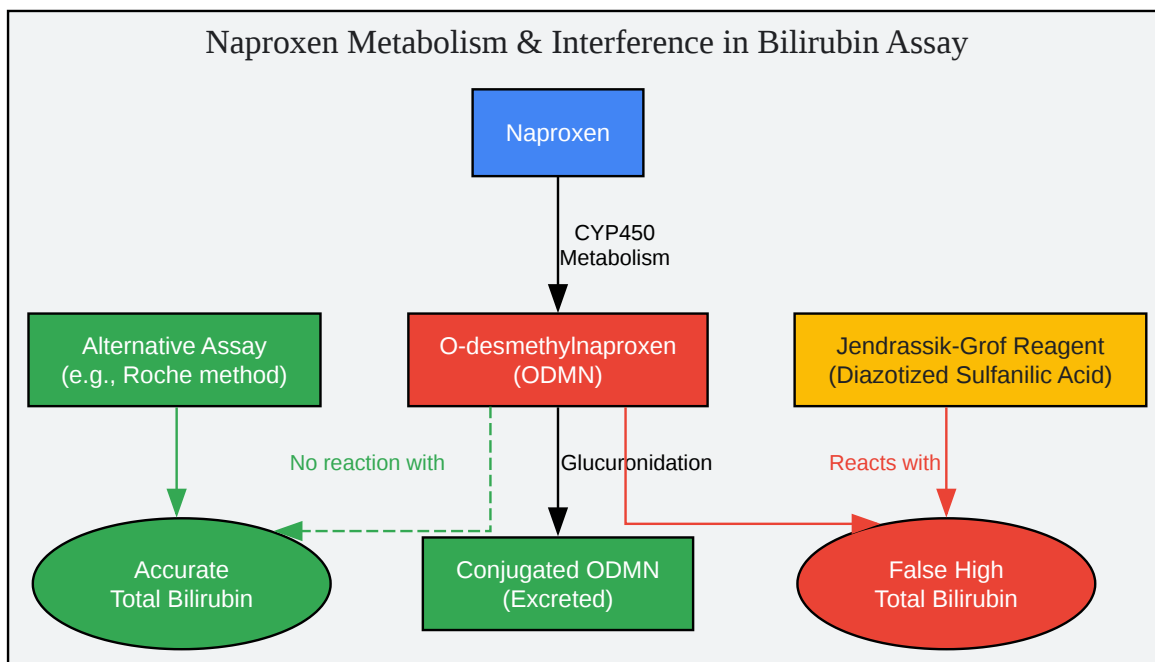 Naproxen Metabolism & Interference in Bilirubin Assay
Naproxen
CYP450
Metabolism
Alternative Assay
(e.g., Roche method)
O-desmethylnaproxen
(ODMN)
Jendrassik-Grof Reagent
(Diazotized Sulfanilic Acid)
No reaction with
Glucuronidation
Reacts with
Accurate
Total Bilirubin
Conjugated ODMN
(Excreted)
False High
Total Bilirubin